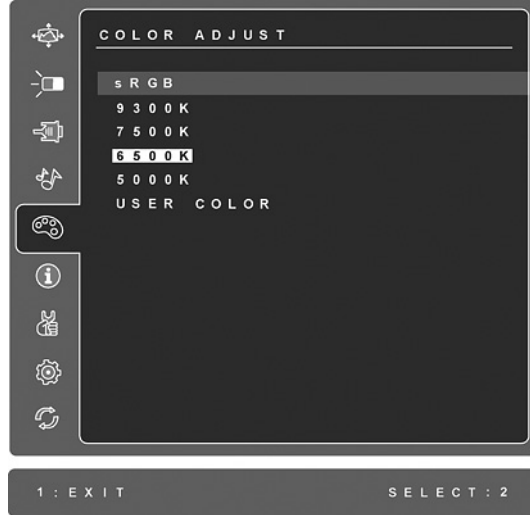 COLOR ADJUST
sRGB
9300K
7500K
6500K
5000K
USER COLOR
1:EXIT
SELECT:2